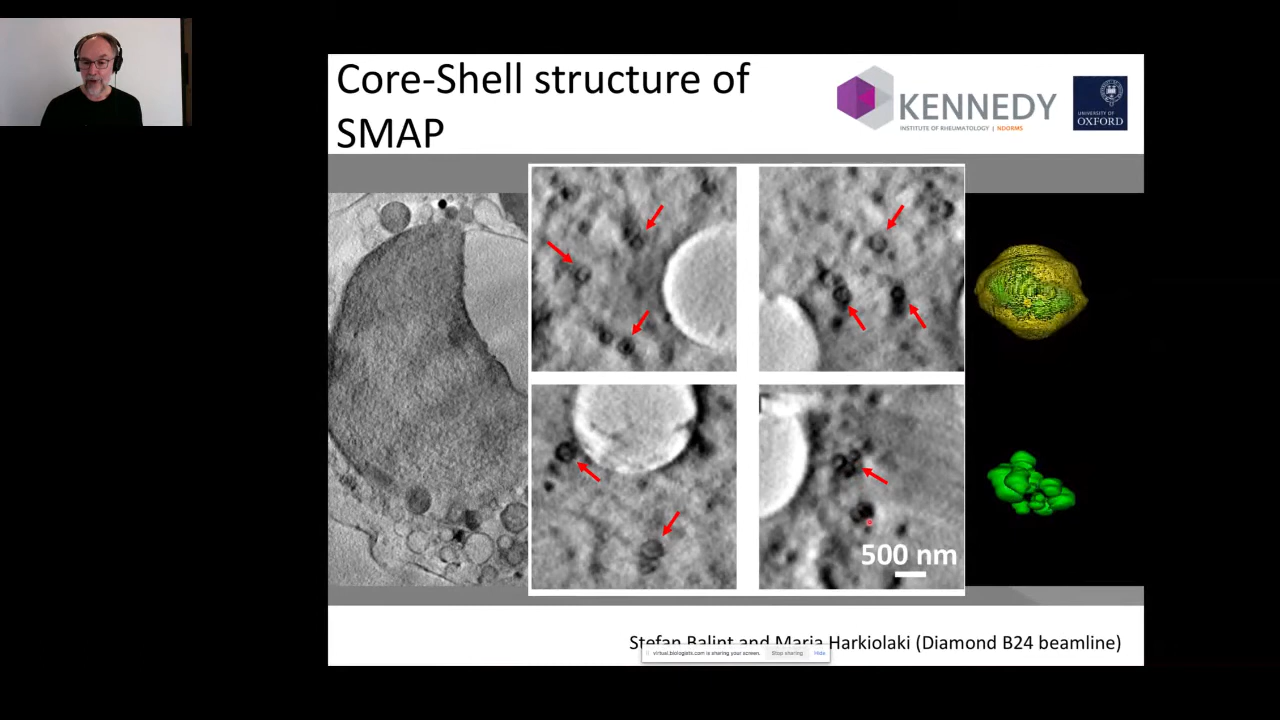 Core-Shell structure of
SMAP
KENNEDY
INSTITUTE OF RHEUMATOLOGY | NDORMS
UNIVERSITY OF
OXFORD
500 nm
Stefan Balint and Maria Harkiolaki (Diamond B24 beamline)
virtual.biologists.com is sharing your screen. Stop sharing Hide